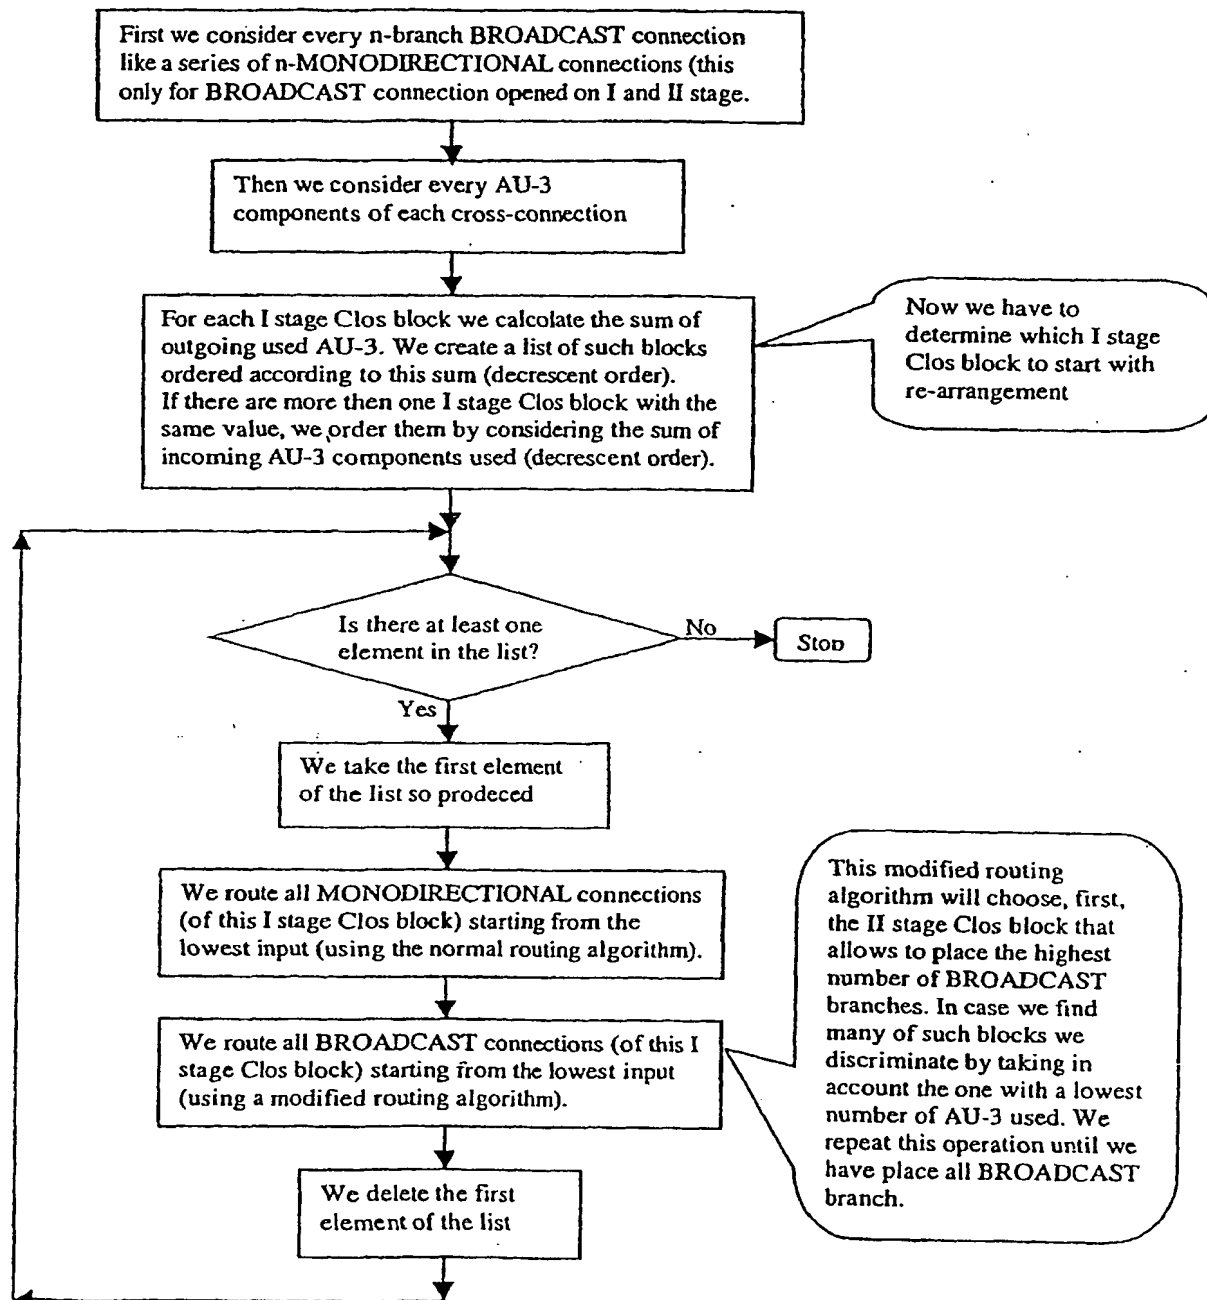 First we consider every n-branch BROADCAST connection
like a series of n-MONODIRECTIONAL connections (this
only for BROADCAST connection opened on I and II stage.
Then we consider every AU-3
components of each cross-connection
For each I stage Clos block we calcolate the sum of
outgoing used AU-3. We create a list of such blocks
ordered according to this sum (decrescent order).
If there are more then one I stage Clos block with the
same value, we order them by considering the sum of
incoming AU-3 components used (decrescent order).
Now we have to
determine which I stage
Clos block to start with
re-arrangement
Is there at least one
element in the list?
No
Stop
Yes
We take the first element
of the list so prodeced
We route all MONODIRECTIONAL connections
(of this I stage Clos block) starting from the
lowest input (using the normal routing algorithm).
We route all BROADCAST connections (of this I
stage Clos block) starting from the lowest input
(using a modified routing algorithm).
This modified routing
algorithm will choose, first,
the II stage Clos block that
allows to place the highest
number of BROADCAST
branches. In case we find
many of such blocks we
discriminate by taking in
account the one with a lowest
number of AU-3 used. We
repeat this operation until we
have place all BROADCAST
branch.
We delete the first
element of the list